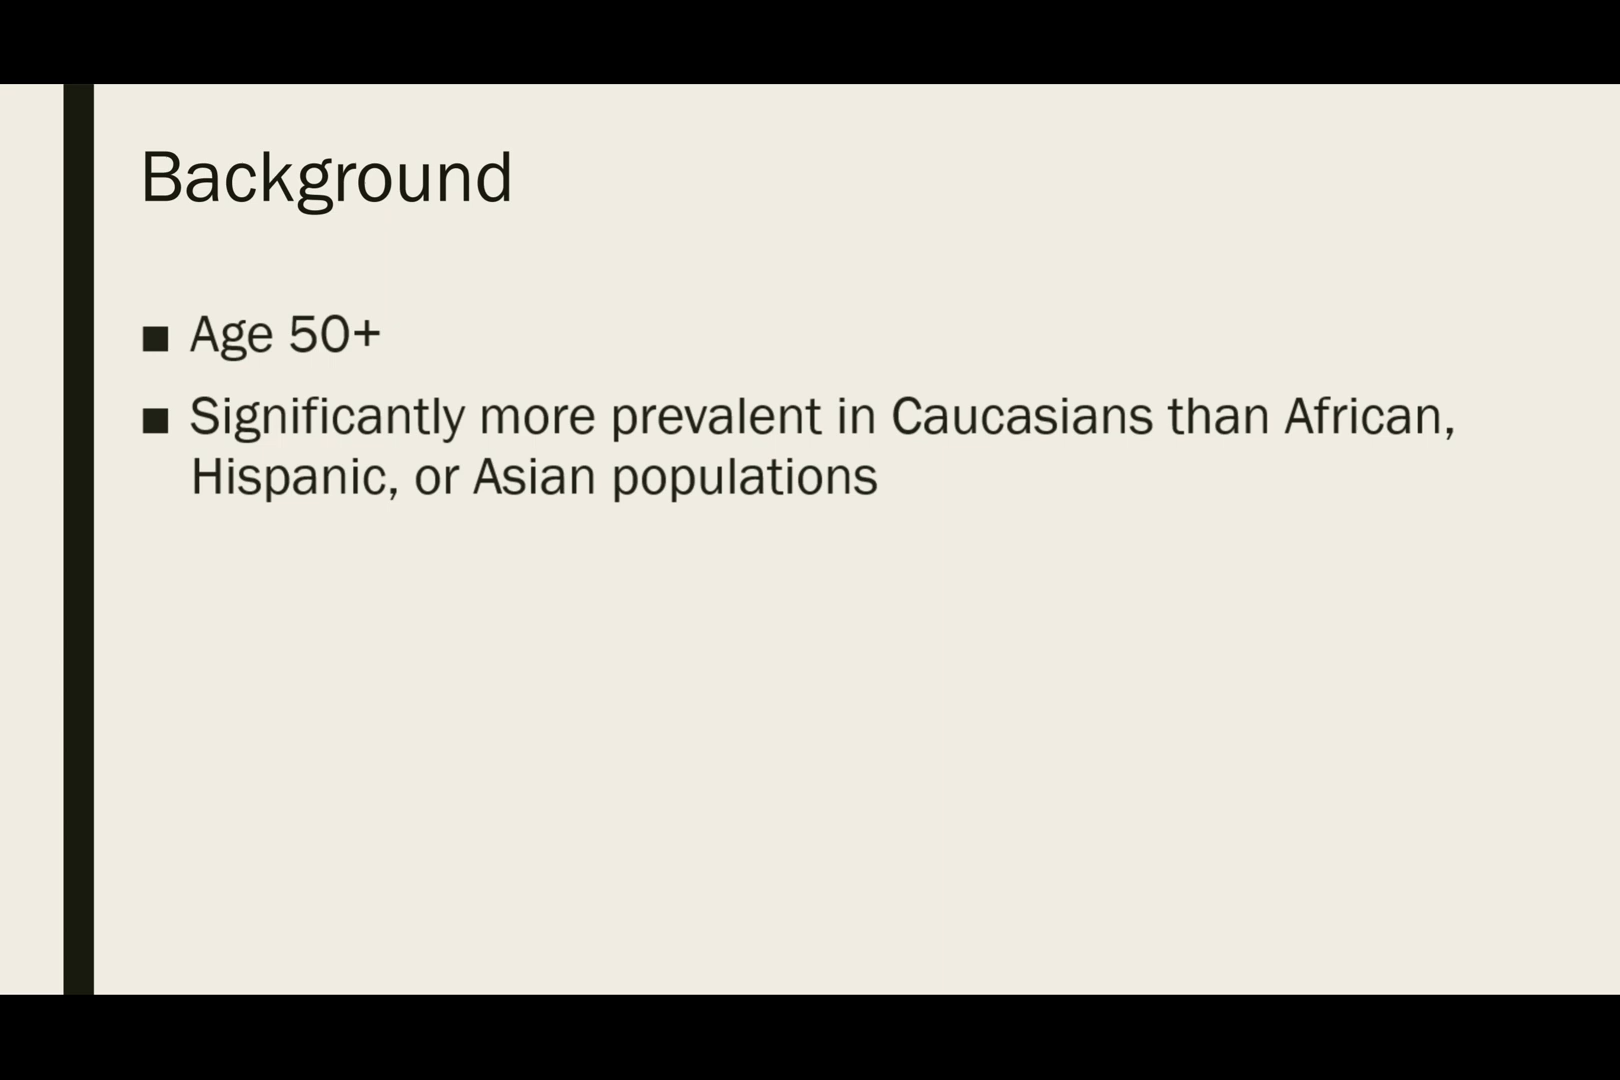 Background
■ Age 50+
■ Significantly more prevalent in Caucasians than African,
Hispanic, or Asian populations